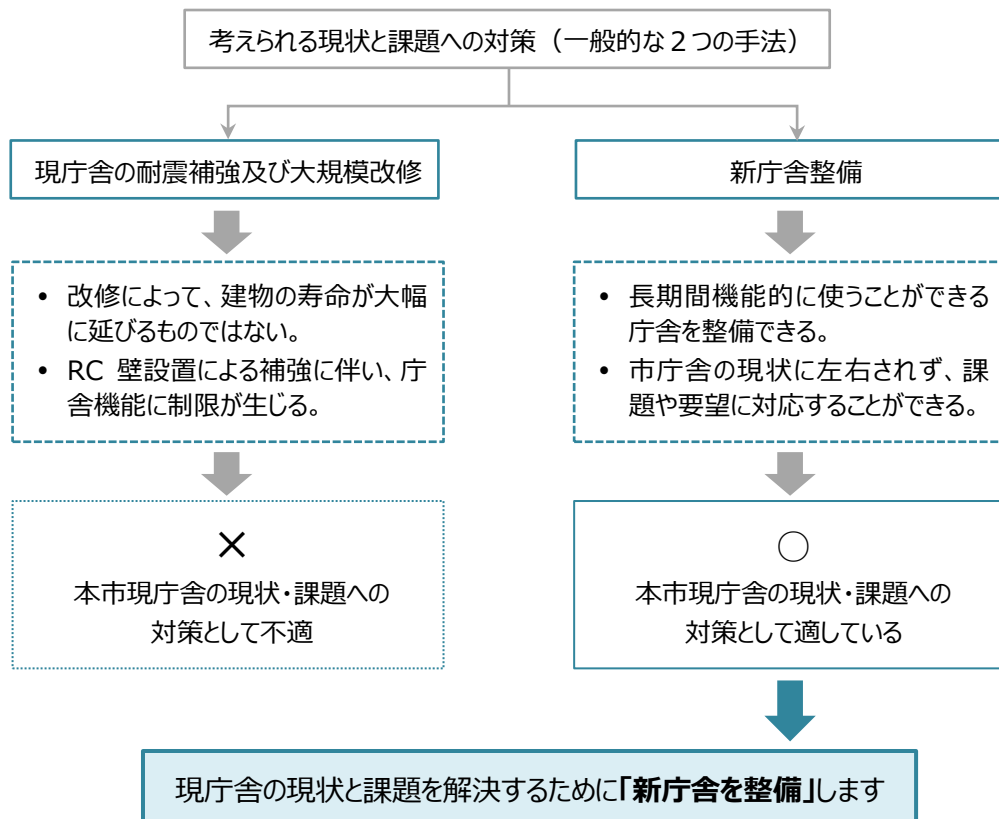 考えられる現状と課題への対策（一般的な２つの手法）
現庁舎の耐震補強及び大規模改修
• 改修によって、建物の寿命が大幅
に延びるものではない。
• RC 壁設置による補強に伴い、庁
舎機能に制限が生じる。
×
本市現庁舎の現状・課題への
対策として不適
新庁舎整備
• 長期間機能的に使うことができる
庁舎を整備できる。
• 市庁舎の現状に左右されず、課
題や要望に対応することができる。
○
本市現庁舎の現状・課題への
対策として適している
現庁舎の現状と課題を解決するために「新庁舎を整備」します